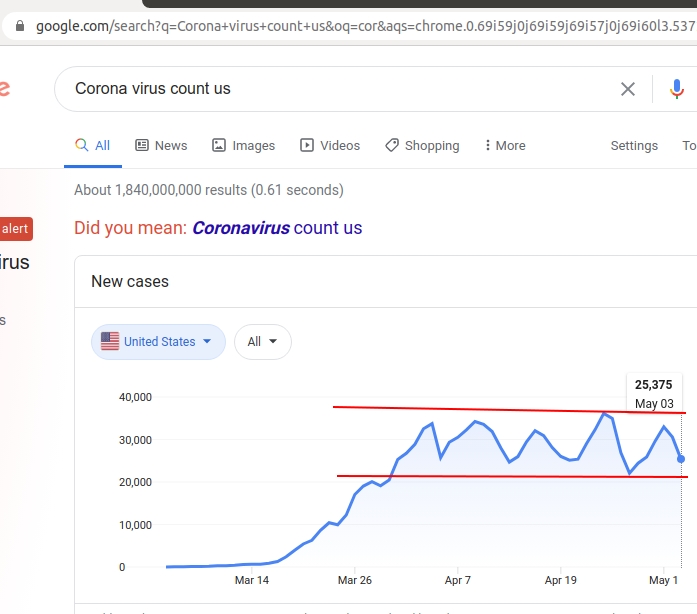 google.com/search?q=Corona+virus+count+us&oq=cor&aqs=chrome.0.69i59j0j69i59j69i57j0j69i60l3.537
Corona virus count us
All News Images Videos Shopping More Settings To
About 1,840,000,000 results (0.61 seconds)
alert
Did you mean: Coronavirus count us
irus
New cases
s
United States All
25,375
May 03
40,000
30,000
20,000
10,000
0
Mar 14 Mar 26 Apr 7 Apr 19 May 1